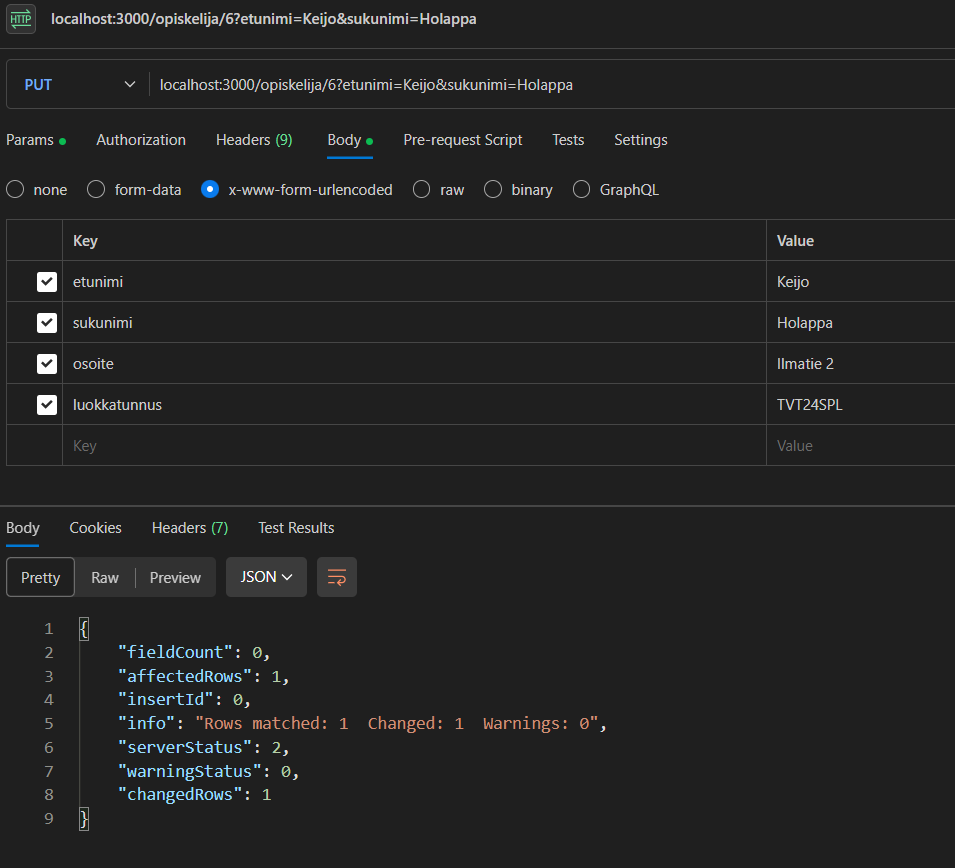 HTTP localhost:3000/opiskelija/6?etunimi=Keijo&sukunimi=Holappa
PUT localhost:3000/opiskelija/6?etunimi=Keijo&sukunimi=Holappa
Params Authorization Headers (9) Body Pre-request Script Tests Settings
none form-data x-www-form-urlencoded raw binary GraphQL
Key Value
etunimi Keijo
sukunimi Holappa
osoite Ilmatie 2
luokkatunnus TVT24SPL
Key Value
Body Cookies Headers (7) Test Results
Pretty Raw Preview JSON
1 {
2 "fieldCount": 0,
3 "affectedRows": 1,
4 "insertId": 0,
5 "info": "Rows matched: 1  Changed: 1  Warnings: 0",
6 "serverStatus": 2,
7 "warningStatus": 0,
8 "changedRows": 1
9 }